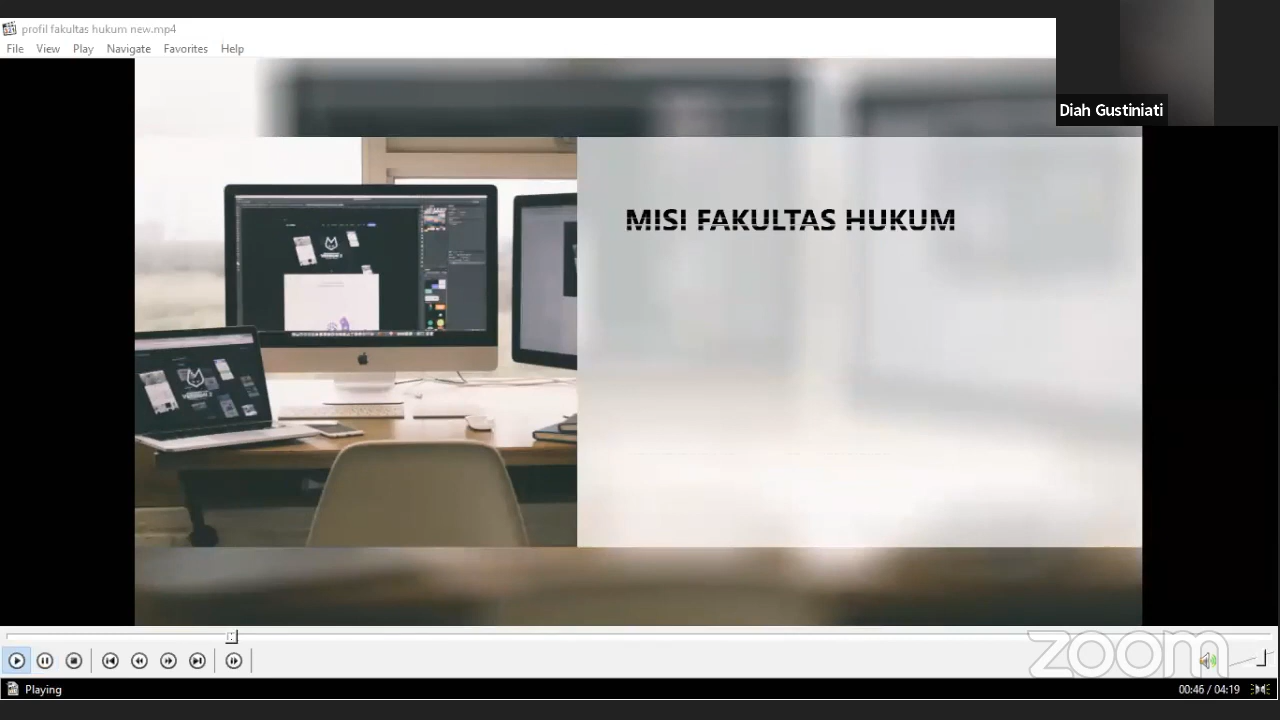 profil fakultas hukum new.mp4
File View Play Navigate Favorites Help
Diah Gustiniati
MISI FAKULTAS HUKUM
zoom
Playing
00:46 / 04:19